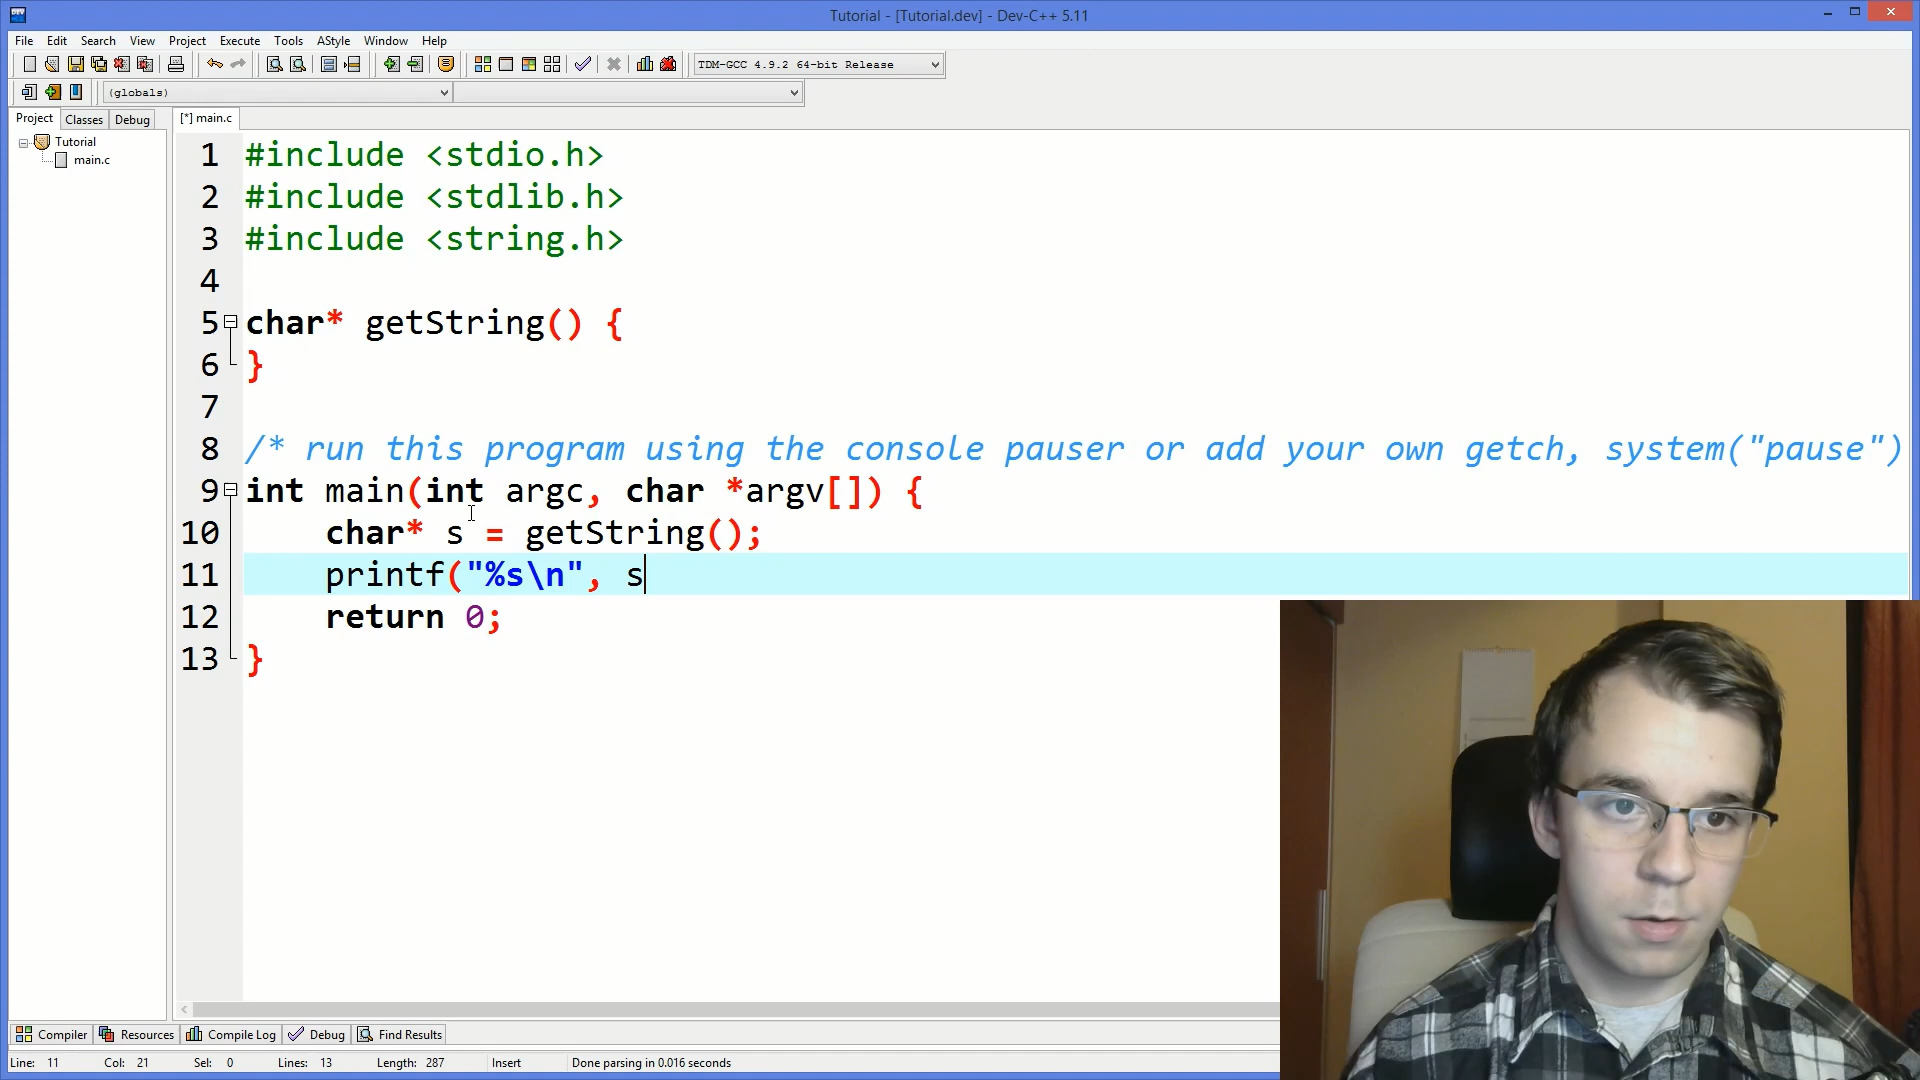 Tutorial - [Tutorial.dev] - Dev-C++ 5.11
File Edit Search View Project Execute Tools AStyle Window Help
TDM-GCC 4.9.2 64-bit Release
(globals)
Project Classes Debug
[*] main.c
Tutorial
main.c
1 #include <stdio.h>
2 #include <stdlib.h>
3 #include <string.h>
4
5 char* getString() {
6 }
7
8 /* run this program using the console pauser or add your own getch, system("pause")
9 int main(int argc, char *argv[]) {
10 char* s = getString();
11 printf("%s\n", s
12 return 0;
13 }
Compiler Resources Compile Log Debug Find Results
Line: 11 Col: 21 Sel: 0 Lines: 13 Length: 287 Insert Done parsing in 0.016 seconds